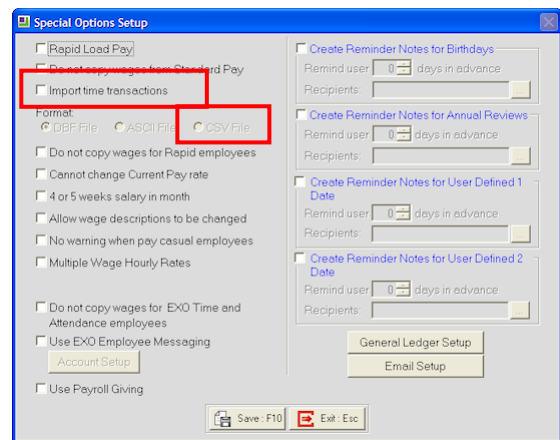 Special Options Setup
Rapid Load Pay
Do not copy wages from Standard Pay
Import time transactions
Format:
DBF File ASCII File CSV File
Do not copy wages for Rapid employees
Cannot change Current Pay rate
4 or 5 weeks salary in month
Allow wage descriptions to be changed
No warning when pay casual employees
Multiple Wage Hourly Rates
Do not copy wages for EXO Time and
Attendance employees
Use EXO Employee Messaging
Account Setup
Use Payroll Giving
Create Reminder Notes for Birthdays
Remind user 0 days in advance
Recipients: ...
Create Reminder Notes for Annual Reviews
Remind user 0 days in advance
Recipients: ...
Create Reminder Notes for User Defined 1
Date
Remind user 0 days in advance
Recipients: ...
Create Reminder Notes for User Defined 2
Date
Remind user 0 days in advance
Recipients: ...
General Ledger Setup
Email Setup
Save : F10 Exit : Esc